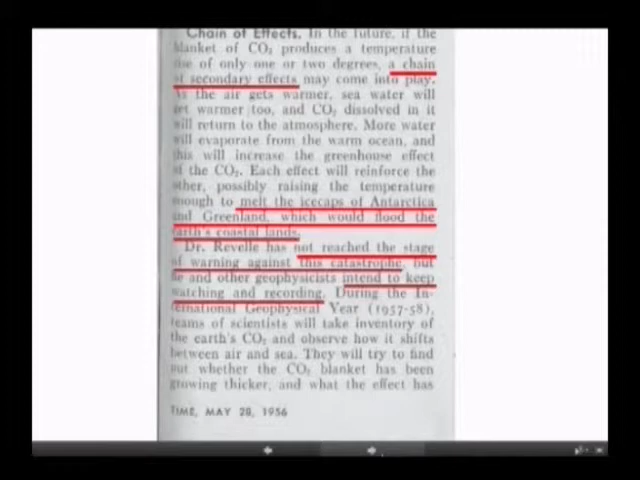 Chain of Effects. In the future, if the
blanket of CO₂ produces a temperature
rise of only one or two degrees, a chain
of secondary effects may come into play.
As the air gets warmer, sea water will
get warmer too, and CO₂ dissolved in it
will return to the atmosphere. More water
will evaporate from the warm ocean, and
this will increase the greenhouse effect
of the CO₂. Each effect will reinforce the
other, possibly raising the temperature
enough to melt the icecaps of Antarctica
and Greenland, which would flood the
earth's coastal lands.
Dr. Revelle has not reached the stage
of warning against this catastrophe, but
he and other geophysicists intend to keep
watching and recording. During the In-
ternational Geophysical Year (1957-58),
teams of scientists will take inventory of
the earth's CO₂ and observe how it shifts
between air and sea. They will try to find
out whether the CO₂ blanket has been
growing thicker, and what the effect has
TIME, MAY 28, 1956